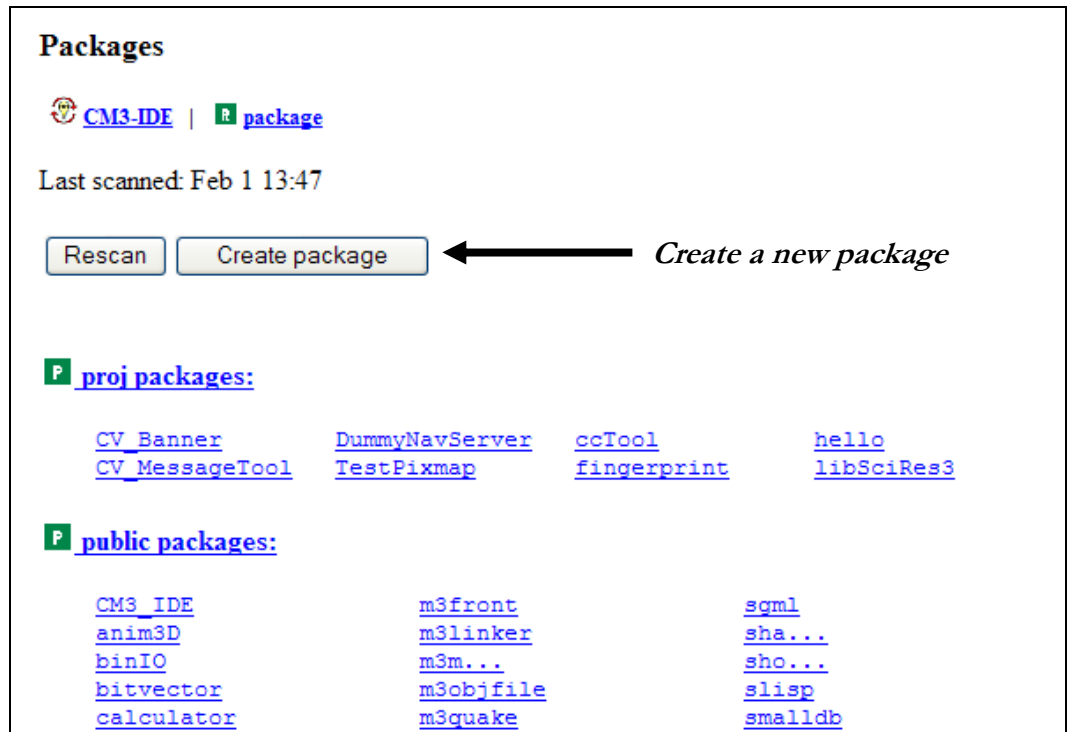 Packages
CM3-IDE | R package
Last scanned: Feb 1 13:47
Rescan Create package Create a new package
P proj packages:
CV_Banner DummyNavServer ccTool hello
CV_MessageTool TestPixmap fingerprint libSciRes3
P public packages:
CM3_IDE m3front sgml
anim3D m3linker sha...
binIO m3m... sho...
bitvector m3objfile slisp
calculator m3quake smalldb